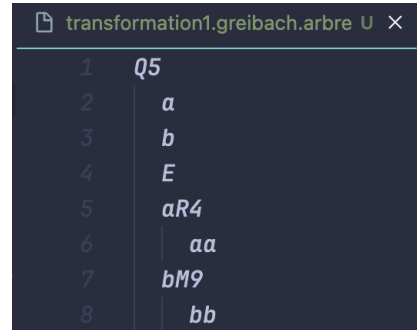 transformation1.greibach.arbre U ×
1 Q5
2 a
3 b
4 E
5 aR4
6 aa
7 bM9
8 bb